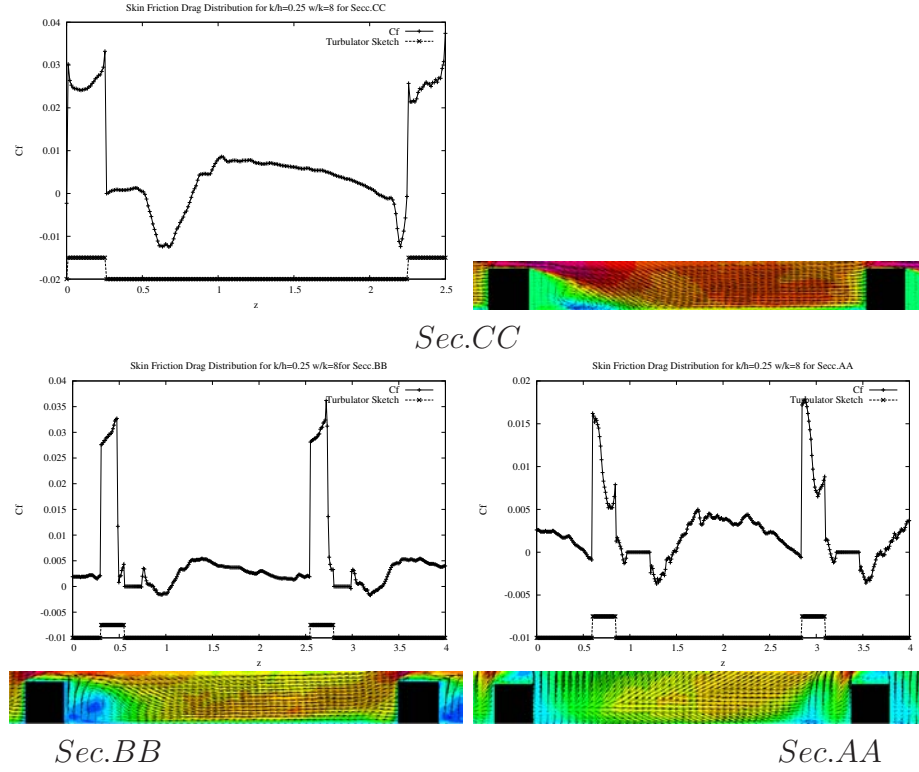 Skin Friction Drag Distribution for k/h=0.25 w/k=8 for Secc.CC
Cf
Turbulator Sketch
0.04
0.03
0.02
0.01
0
-0.01
-0.02
Cf
0
0.5
1
1.5
2
2.5
z
Sec.CC
Skin Friction Drag Distribution for k/h=0.25 w/k=8for Secc.BB
Cf
Turbulator Sketch
0.04
0.035
0.03
0.025
0.02
0.015
0.01
0.005
0
-0.005
-0.01
Cf
0
0.5
1
1.5
2
2.5
3
3.5
4
z
Sec.BB
Skin Friction Drag Distribution for k/h=0.25 w/k=8 for Secc.AA
Cf
Turbulator Sketch
0.02
0.015
0.01
0.005
0
-0.005
-0.01
Cf
0
0.5
1
1.5
2
2.5
3
3.5
4
z
Sec.AA